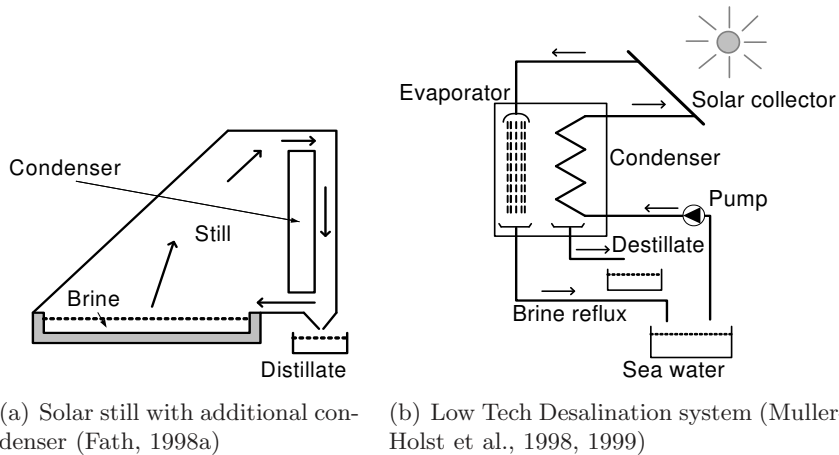 Condenser
Still
Brine
Distillate
Evaporator
Solar collector
Condenser
Pump
Destillate
Brine reflux
Sea water
(a) Solar still with additional con-
denser (Fath, 1998a)
(b) Low Tech Desalination system (Muller-
Holst et al., 1998, 1999)